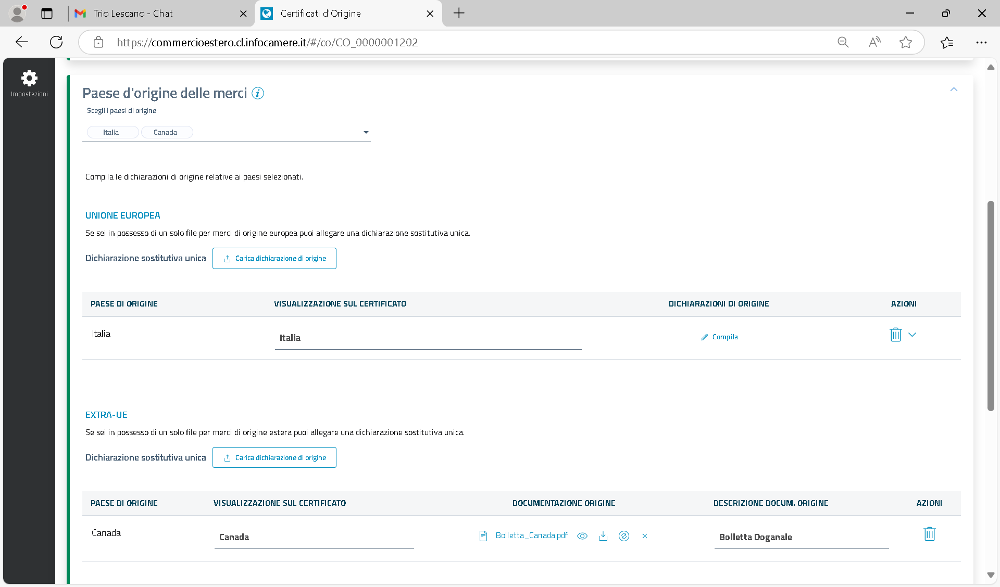 Trio Lescano - Chat
Certificati d'Origine
https://commercioestero.cl.infocamere.it/#/co/CO_0000001202
Impostazioni
Paese d'origine delle merci
Scegli i paesi di origine
Italia Canada
Compila le dichiarazioni di origine relative ai paesi selezionati.
UNIONE EUROPEA
Se sei in possesso di un solo file per merci di origine europea puoi allegare una dichiarazione sostitutiva unica.
Dichiarazione sostitutiva unica Carica dichiarazione di origine
PAESE DI ORIGINE VISUALIZZAZIONE SUL CERTIFICATO DICHIARAZIONI DI ORIGINE AZIONI
Italia Italia Compila
EXTRA-UE
Se sei in possesso di un solo file per merci di origine estera puoi allegare una dichiarazione sostitutiva unica.
Dichiarazione sostitutiva unica Carica dichiarazione di origine
PAESE DI ORIGINE VISUALIZZAZIONE SUL CERTIFICATO DOCUMENTAZIONE ORIGINE DESCRIZIONE DOCUM. ORIGINE AZIONI
Canada Canada Bolletta_Canada.pdf Bolletta Doganale